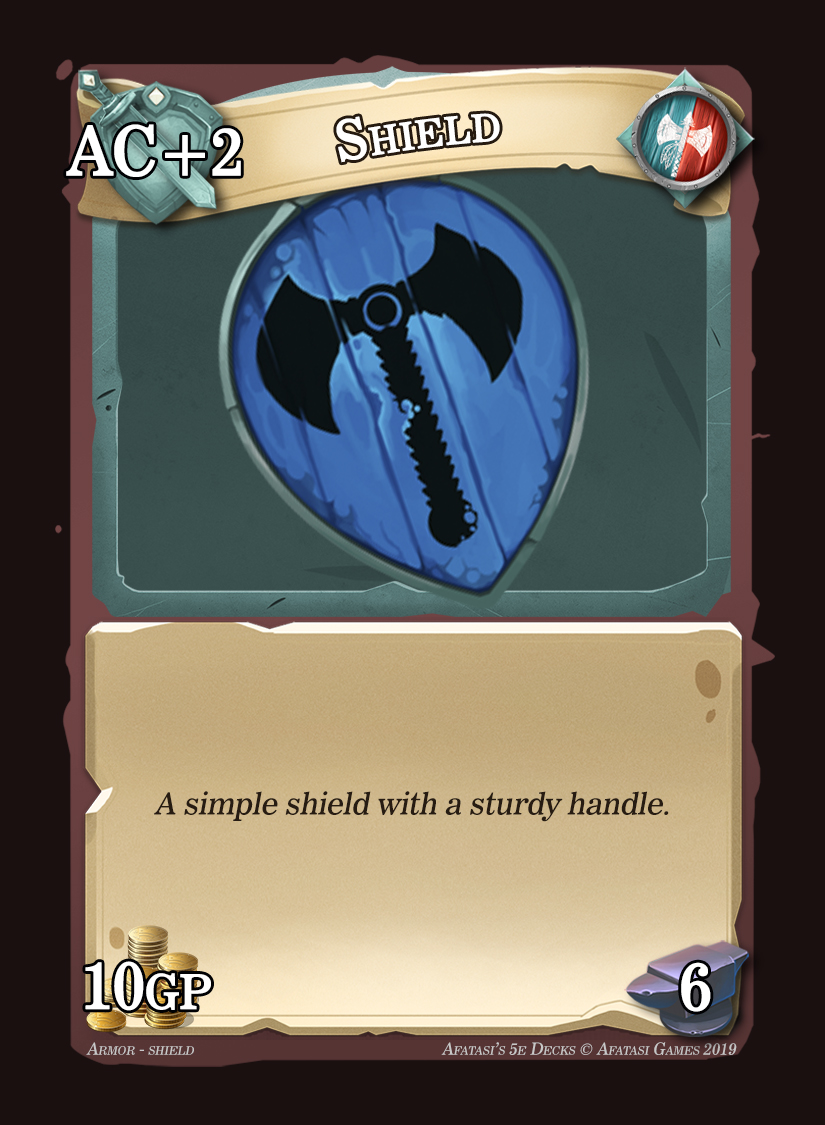 AC+2
Shield
A simple shield with a sturdy handle.
10GP
6
Armor - shield
Afatasi's 5e Decks © Afatasi Games 2019